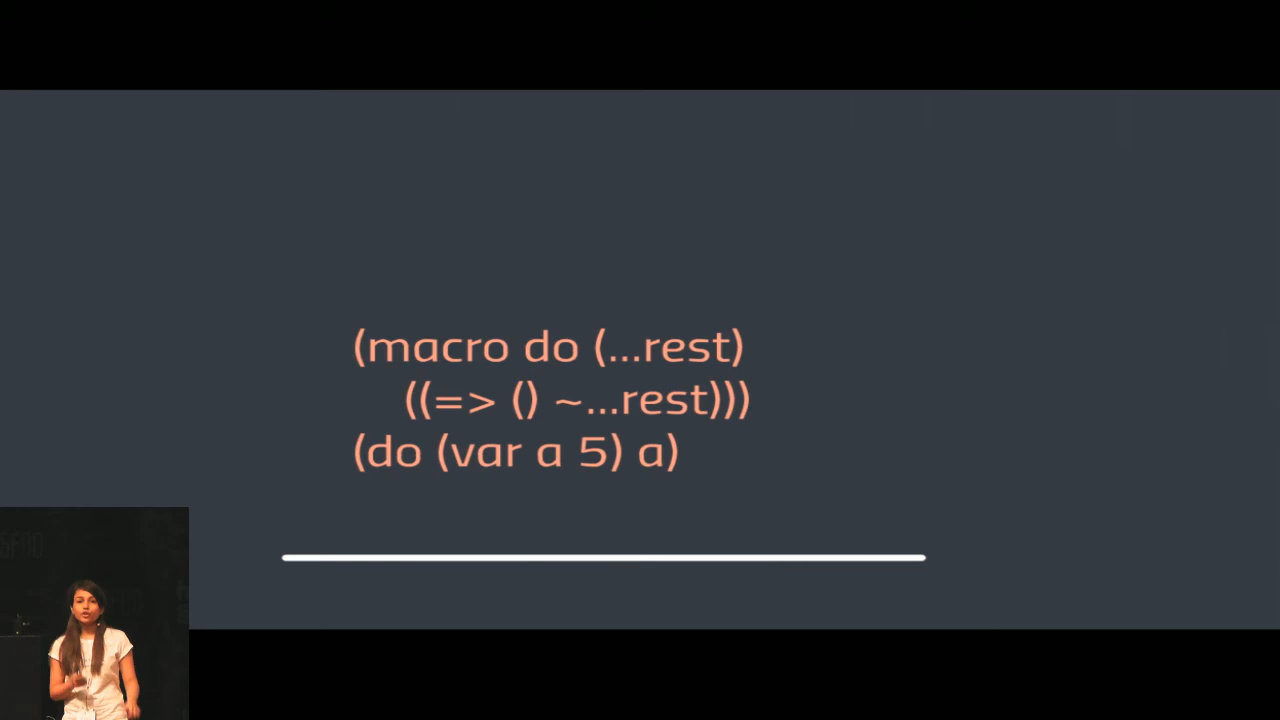 (macro do (...rest)
((=> () ~...rest)))
(do (var a 5) a)